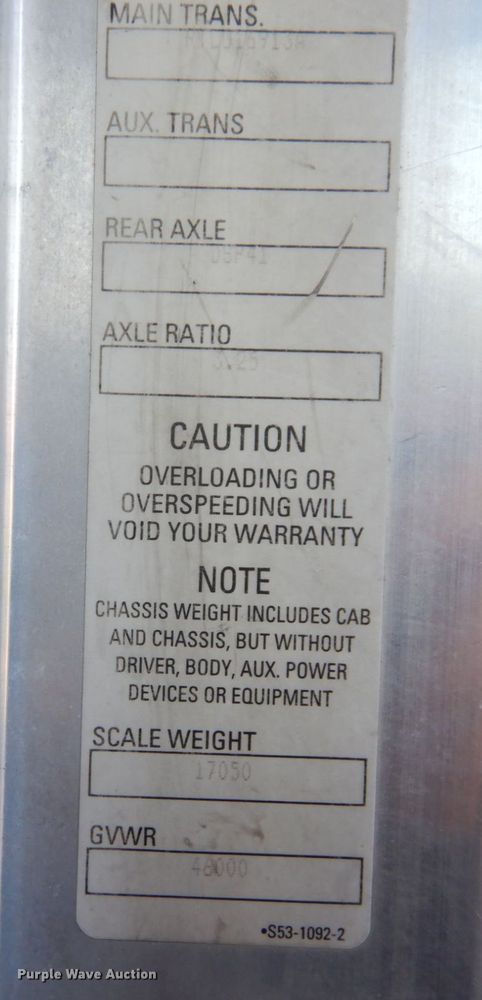 MAIN TRANS.
AUX. TRANS
REAR AXLE
DSP41
AXLE RATIO
CAUTION
OVERLOADING OR
OVERSPEEDING WILL
VOID YOUR WARRANTY
NOTE
CHASSIS WEIGHT INCLUDES CAB
AND CHASSIS, BUT WITHOUT
DRIVER, BODY, AUX. POWER
DEVICES OR EQUIPMENT
SCALE WEIGHT
17050
GVWR
48000
•S53-1092-2
Purple Wave Auction